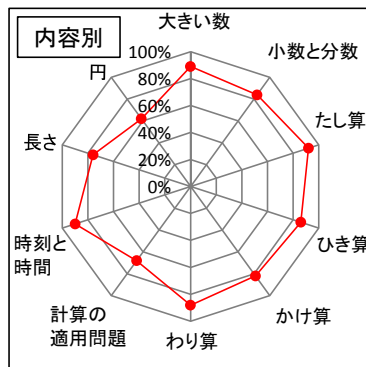 内容別
大きい数
小数と分数
たし算
ひき算
かけ算
わり算
計算の
適用問題
時刻と
時間
長さ
円
100%
80%
60%
40%
20%
0%